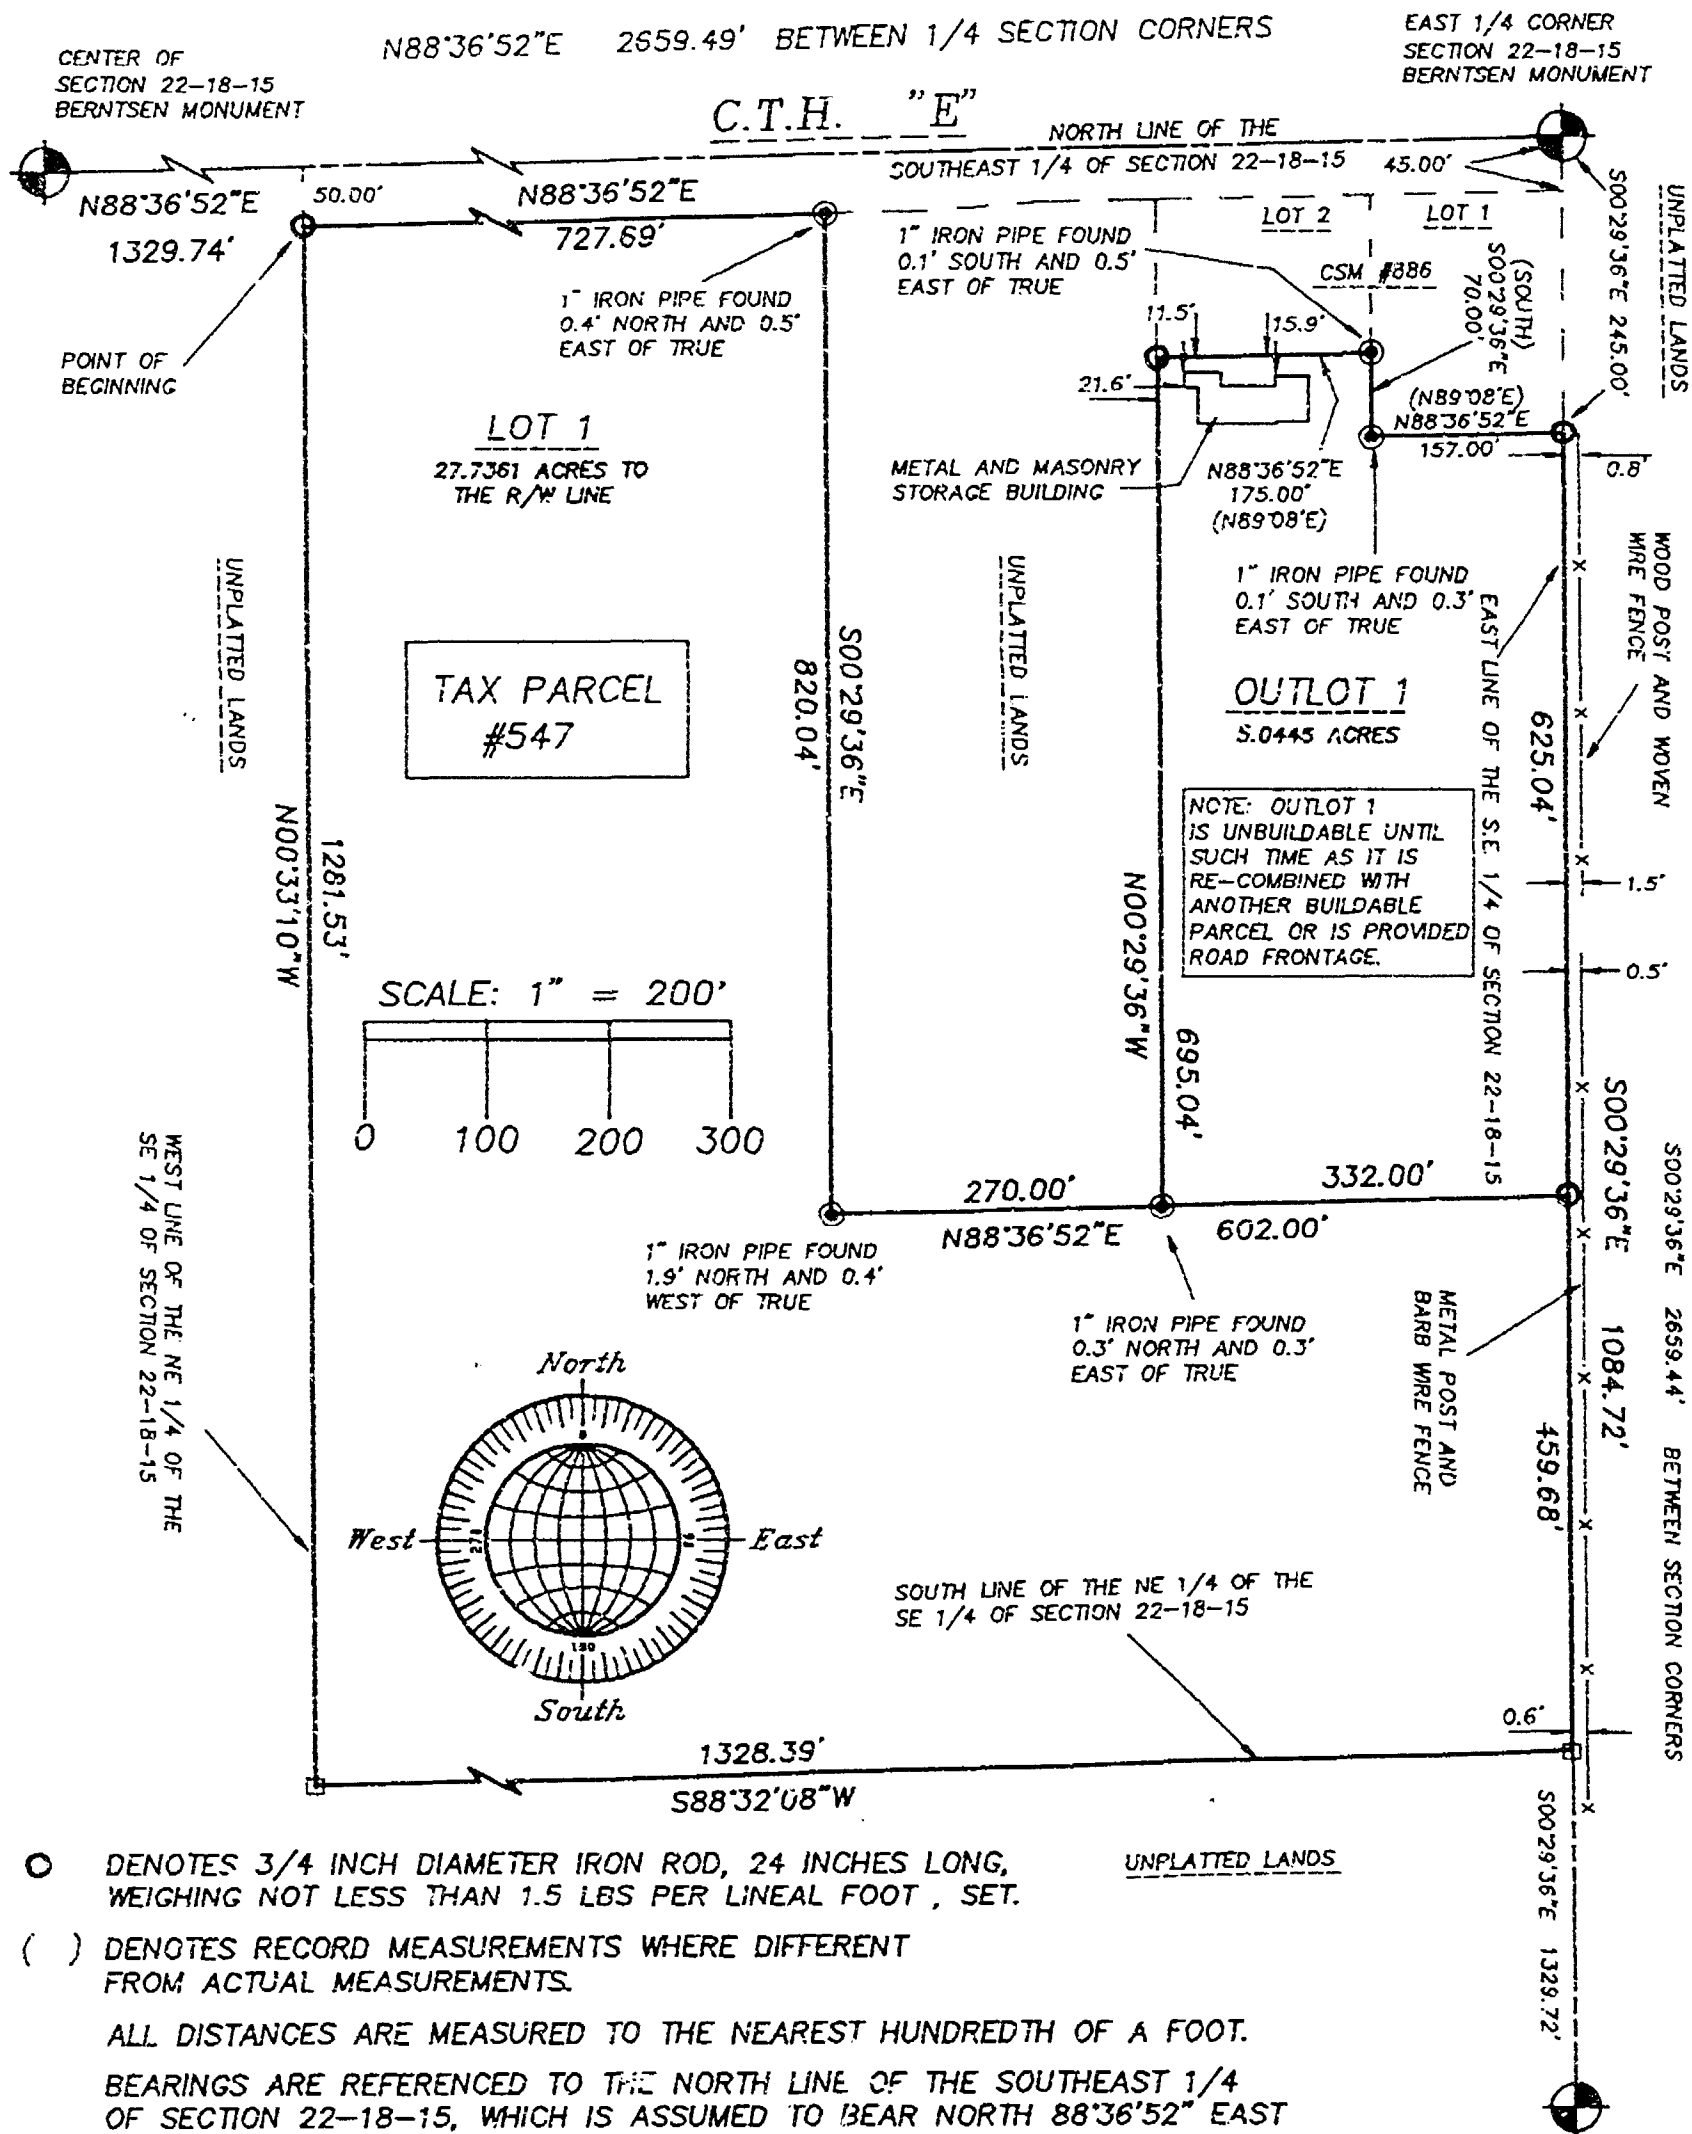 N88°36'52"E 2659.49' BETWEEN 1/4 SECTION CORNERS
CENTER OF
SECTION 22-18-15
BERNTSEN MONUMENT
EAST 1/4 CORNER
SECTION 22-18-15
BERNTSEN MONUMENT
C.T.H. "E"
NORTH LINE OF THE
SOUTHEAST 1/4 OF SECTION 22-18-15
45.00'
N88°36'52"E
1329.74'
50.00'
N88°36'52"E
727.69'
LOT 2
LOT 1
CSM #886
1" IRON PIPE FOUND
0.1' SOUTH AND 0.5'
EAST OF TRUE
1" IRON PIPE FOUND
0.4' NORTH AND 0.5'
EAST OF TRUE
POINT OF
BEGINNING
(SOUTH)
S00°29'36"E
70.00'
S00°29'36"E 245.00'
UNPLATTED LANDS
11.5'
15.9'
21.6'
(N89°08'E)
N88°36'52"E
157.00'
0.8'
LOT 1
27.7361 ACRES TO
THE R/W LINE
METAL AND MASONRY
STORAGE BUILDING
N88°36'52"E
175.00'
(N89°08'E)
1" IRON PIPE FOUND
0.1' SOUTH AND 0.3'
EAST OF TRUE
WOOD POST AND WOVEN
WIRE FENCE
UNPLATTED LANDS
UNPLATTED LANDS
TAX PARCEL
#547
S00°29'36"E
820.04'
OUTLOT 1
5.0445 ACRES
EAST LINE OF THE S.E. 1/4 OF SECTION 22-18-15
625.04'
NOTE: OUTLOT 1
IS UNBUILDABLE UNTIL
SUCH TIME AS IT IS
RE-COMBINED WITH
ANOTHER BUILDABLE
PARCEL OR IS PROVIDED
ROAD FRONTAGE.
1.5'
0.5'
1281.53'
N00°33'10"W
N00°29'36"W
695.04'
SCALE: 1" = 200'
0 100 200 300
270.00'
N88°36'52"E
332.00'
602.00'
S00°29'36"E 1084.72'
S00°29'36"E 2659.44' BETWEEN SECTION CORNERS
WEST LINE OF THE NE 1/4 OF THE
SE 1/4 OF SECTION 22-18-15
1" IRON PIPE FOUND
1.9' NORTH AND 0.4'
WEST OF TRUE
1" IRON PIPE FOUND
0.3' NORTH AND 0.3'
EAST OF TRUE
METAL POST AND
BARB WIRE FENCE
459.68'
North
West
East
South
0
180
SOUTH LINE OF THE NE 1/4 OF THE
SE 1/4 OF SECTION 22-18-15
0.6'
1328.39'
S88°32'08"W
S00°29'36"E 1329.72'
UNPLATTED LANDS
DENOTES 3/4 INCH DIAMETER IRON ROD, 24 INCHES LONG,
WEIGHING NOT LESS THAN 1.5 LBS PER LINEAL FOOT , SET.
( ) DENOTES RECORD MEASUREMENTS WHERE DIFFERENT
FROM ACTUAL MEASUREMENTS.
ALL DISTANCES ARE MEASURED TO THE NEAREST HUNDREDTH OF A FOOT.
BEARINGS ARE REFERENCED TO THE NORTH LINE OF THE SOUTHEAST 1/4
OF SECTION 22-18-15, WHICH IS ASSUMED TO BEAR NORTH 88°36'52" EAST